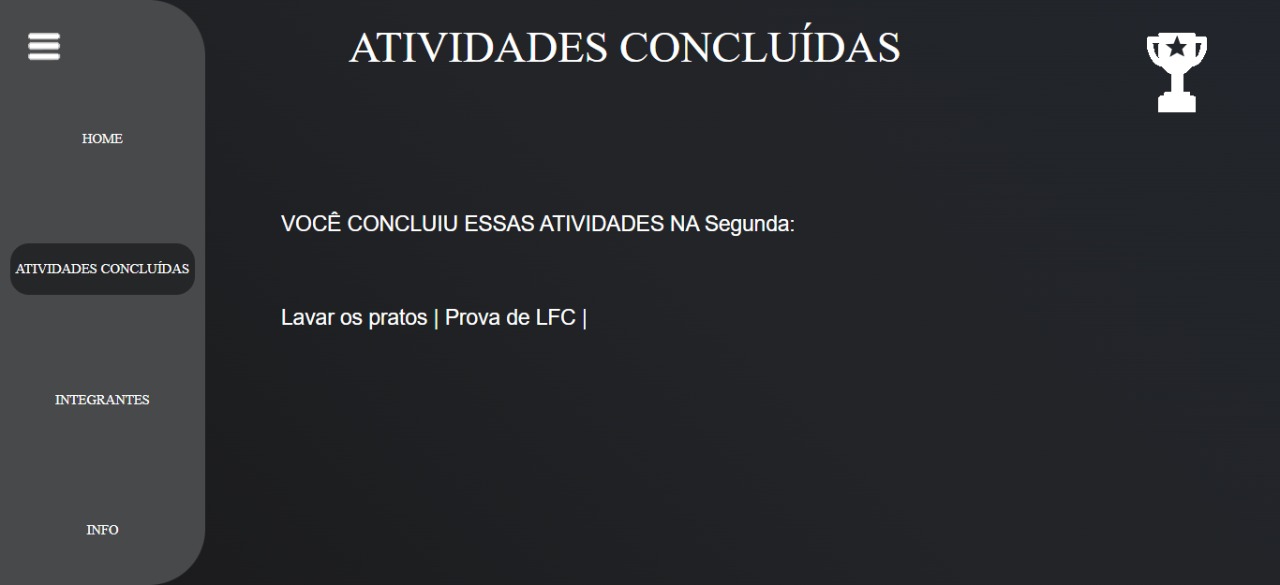 ATIVIDADES CONCLUÍDAS
HOME
ATIVIDADES CONCLUÍDAS
INTEGRANTES
INFO
VOCÊ CONCLUIU ESSAS ATIVIDADES NA Segunda:
Lavar os pratos | Prova de LFC |